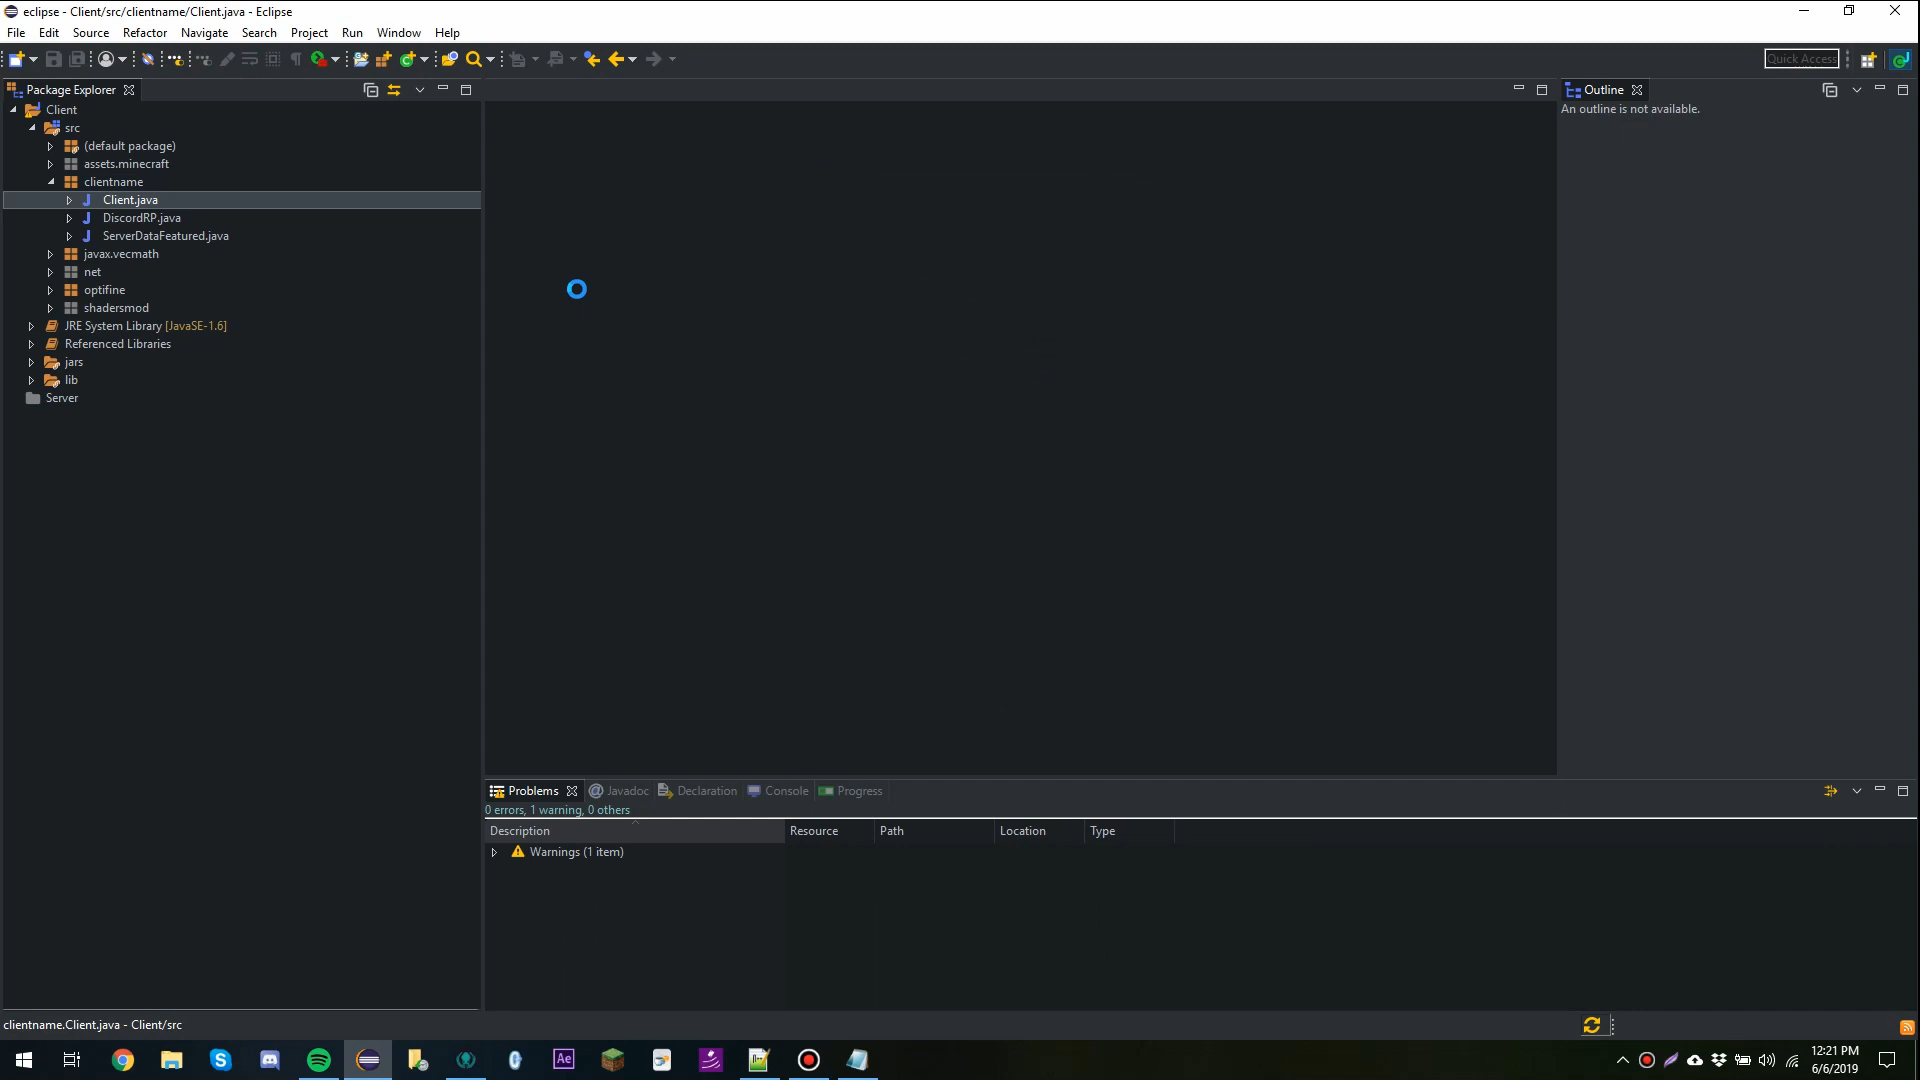 eclipse - Client/src/clientname/Client.java - Eclipse
File Edit Source Refactor Navigate Search Project Run Window Help
Quick Access
Package Explorer
Outline
Client
An outline is not available.
src
(default package)
assets.minecraft
clientname
Client.java
DiscordRP.java
ServerDataFeatured.java
javax.vecmath
net
optifine
shadersmod
JRE System Library [JavaSE-1.6]
Referenced Libraries
jars
lib
Server
Problems @ Javadoc Declaration Console Progress
0 errors, 1 warning, 0 others
Description Resource Path Location Type
Warnings (1 item)
clientname.Client.java - Client/src
Ae
12:21 PM
6/6/2019